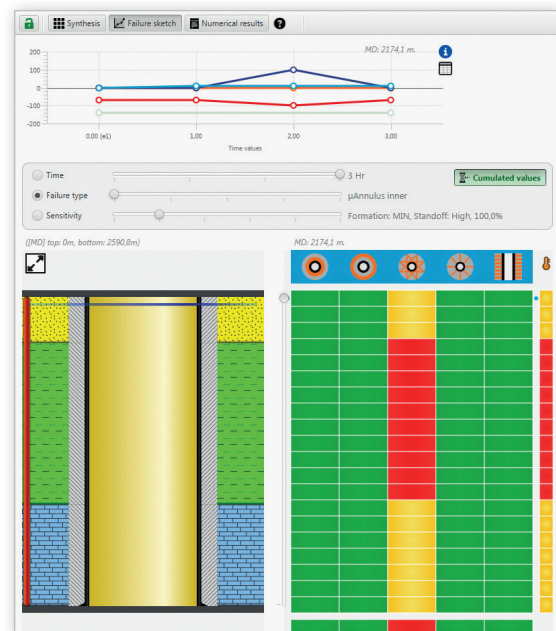 Synthesis Failure sketch Numerical results ?
MD: 2174,1 m.
200
100
0
-100
-200
0,00 (e1) 1,00 2,00 3,00
Time values
Time 3 Hr
Cumulated values
Failure type µAnnulus inner
Sensitivity Formation: MIN, Standoff: High, 100,0%
([MD] top: 0m, bottom: 2590,8m) MD: 2174,1 m.